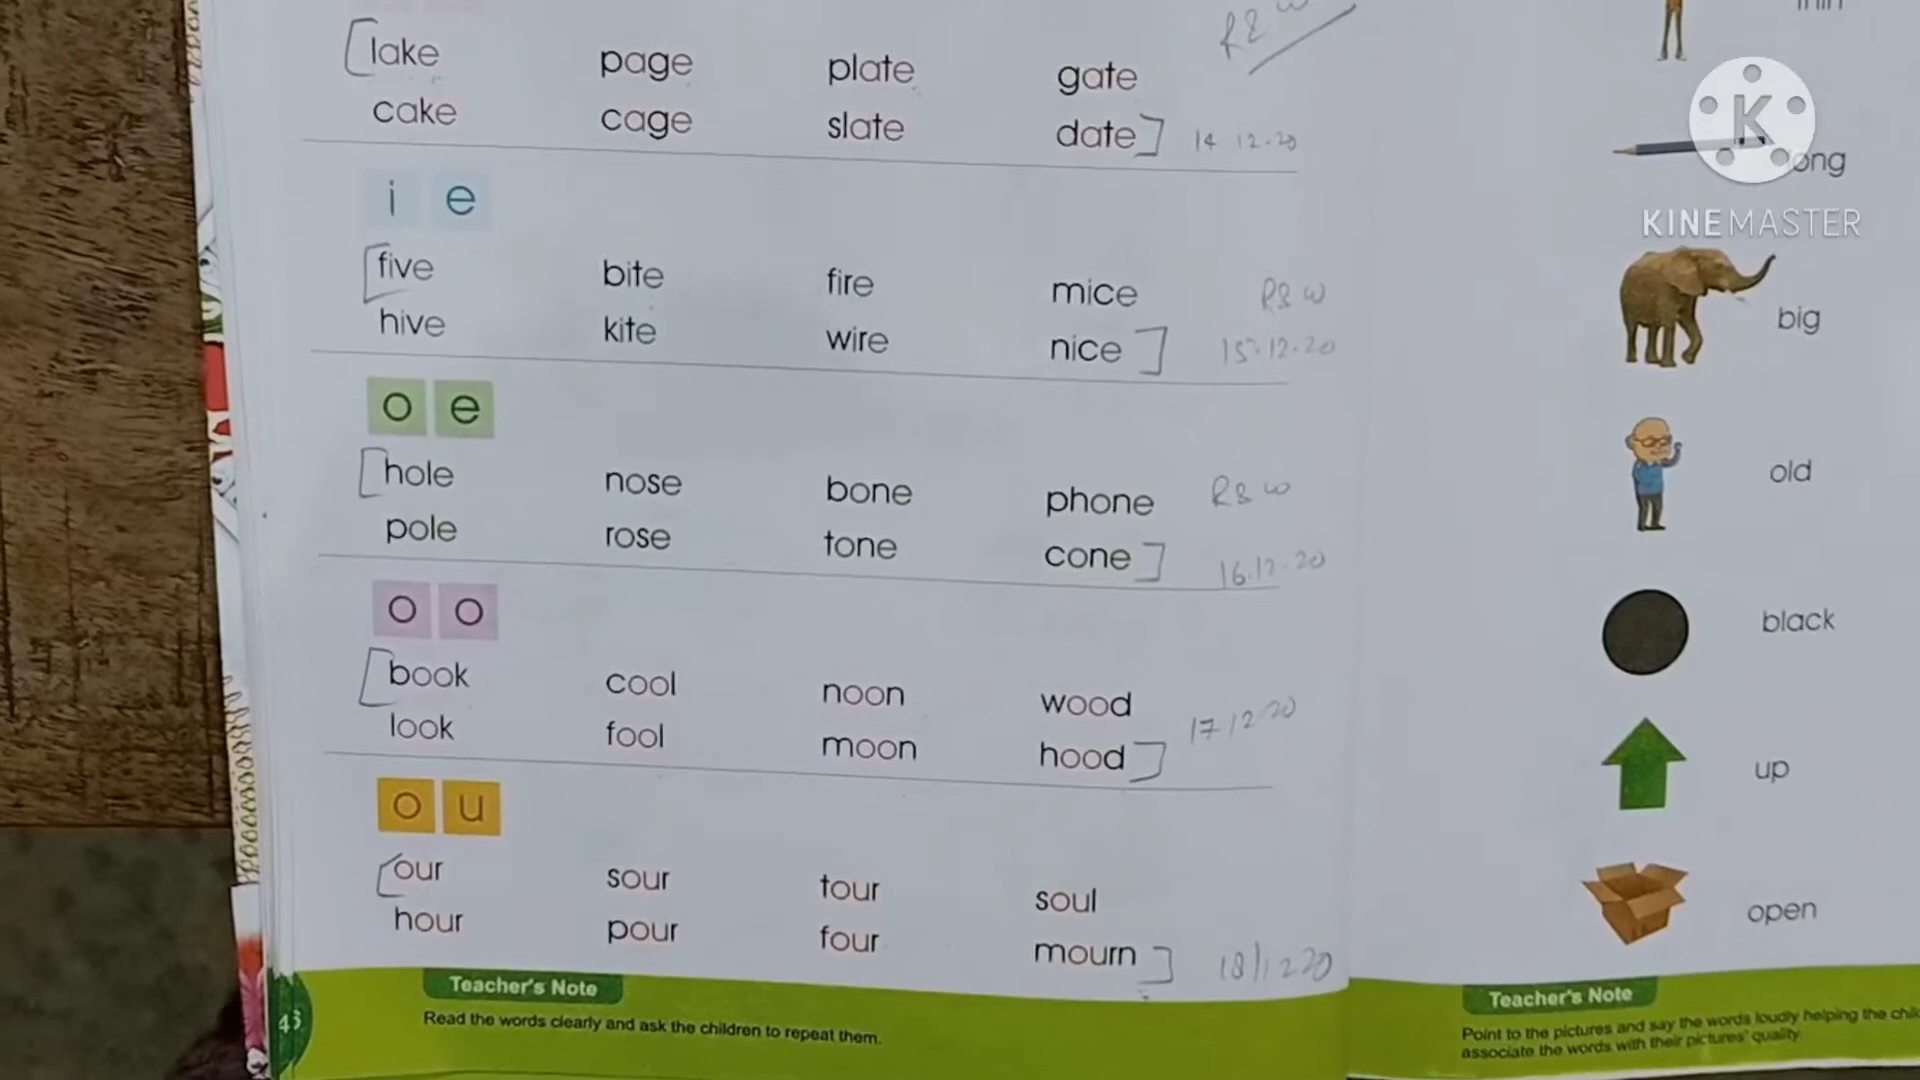 R & W
lake page plate gate
cake cage slate date 14 12-20
i e
five bite fire mice R & W
hive kite wire nice 15-12-20
o e
hole nose bone phone R & W
pole rose tone cone 16.12.20
o o
book cool noon wood
look fool moon hood 17 12 20
o u
our sour tour soul
hour pour four mourn 18/12 20
Teacher's Note
Read the words clearly and ask the children to repeat them.
K
KINEMASTER
big
old
black
up
open
Teacher's Note
Point to the pictures and say the words loudly helping the
associate the words with their pictures' quality.